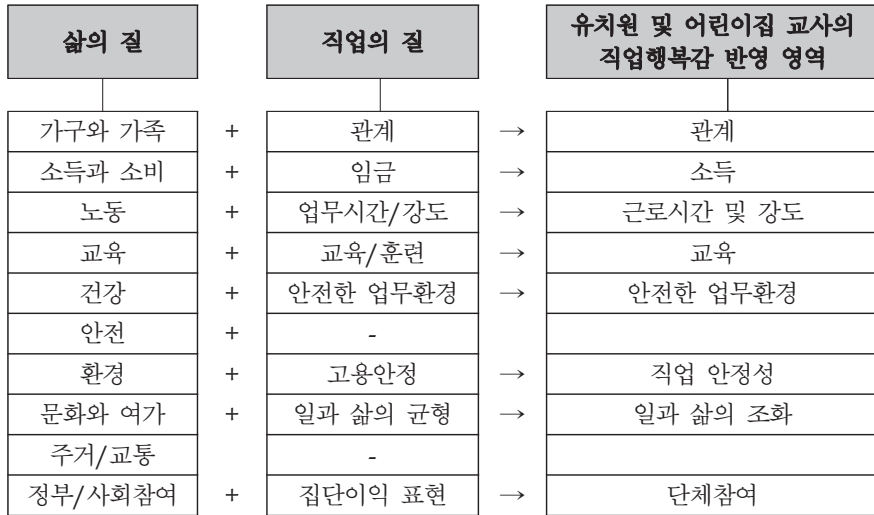 삶의 질
직업의 질
유치원 및 어린이집 교사의
직업행복감 반영 영역
가구와 가족 + 관계 → 관계
소득과 소비 + 임금 → 소득
노동 + 업무시간/강도 → 근로시간 및 강도
교육 + 교육/훈련 → 교육
건강 + 안전한 업무환경 → 안전한 업무환경
안전 + -
환경 + 고용안정 → 직업 안정성
문화와 여가 + 일과 삶의 균형 → 일과 삶의 조화
주거/교통 -
정부/사회참여 + 집단이익 표현 → 단체참여